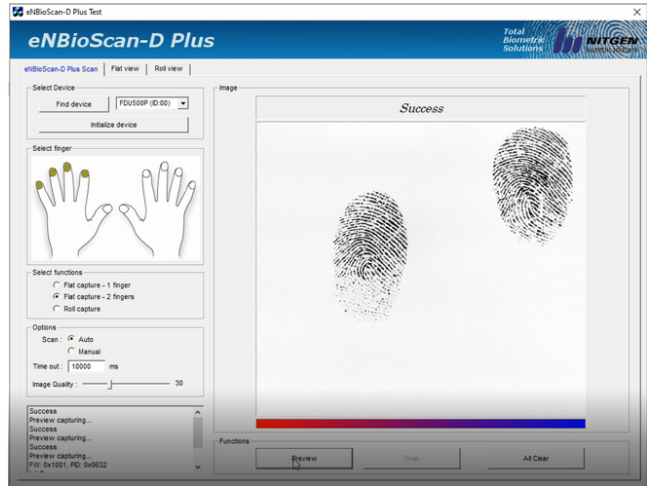 eNBioScan-D Plus Test
eNBioScan-D Plus
Total
Biometric
Solutions
NITGEN
eNBioScan-D Plus Scan
Flat view
Roll view
Select Device
Find device
FDU500P (ID:00)
Initialize device
Select finger
Select functions
Flat capture - 1 finger
Flat capture - 2 fingers
Roll capture
Options
Scan :
Auto
Manual
Time out :
10000
ms
Image Quality :
30
Success
Preview capturing...
Success
Preview capturing...
Success
Preview capturing...
FW: 0x1001, PID: 0x0632
Image
Success
Functions
Preview
Grab
All Clear